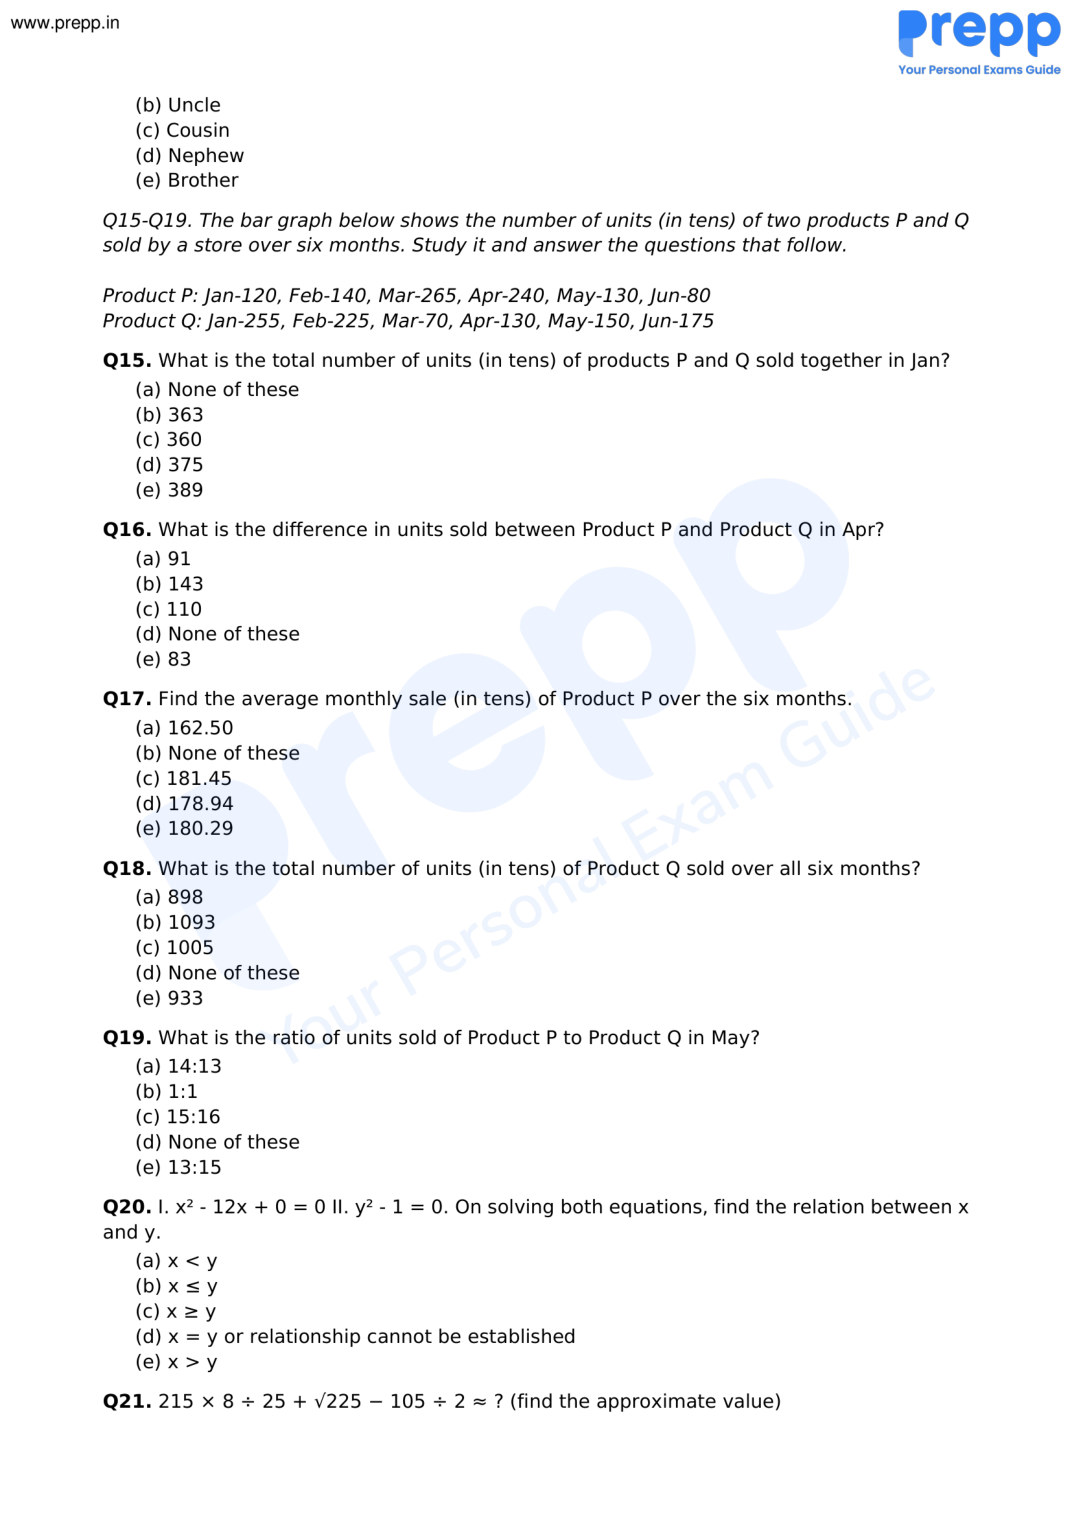 www.prepp.in
Prepp
Your Personal Exams Guide
(b) Uncle
(c) Cousin
(d) Nephew
(e) Brother
Q15-Q19. The bar graph below shows the number of units (in tens) of two products P and Q
sold by a store over six months. Study it and answer the questions that follow.
Product P: Jan-120, Feb-140, Mar-265, Apr-240, May-130, Jun-80
Product Q: Jan-255, Feb-225, Mar-70, Apr-130, May-150, Jun-175
Q15. What is the total number of units (in tens) of products P and Q sold together in Jan?
(a) None of these
(b) 363
(c) 360
(d) 375
(e) 389
Q16. What is the difference in units sold between Product P and Product Q in Apr?
(a) 91
(b) 143
(c) 110
(d) None of these
(e) 83
Q17. Find the average monthly sale (in tens) of Product P over the six months.
(a) 162.50
(b) None of these
(c) 181.45
(d) 178.94
(e) 180.29
Q18. What is the total number of units (in tens) of Product Q sold over all six months?
(a) 898
(b) 1093
(c) 1005
(d) None of these
(e) 933
Q19. What is the ratio of units sold of Product P to Product Q in May?
(a) 14:13
(b) 1:1
(c) 15:16
(d) None of these
(e) 13:15
Q20. I. x² - 12x + 0 = 0 II. y² - 1 = 0. On solving both equations, find the relation between x
and y.
(a) x < y
(b) x ≤ y
(c) x ≥ y
(d) x = y or relationship cannot be established
(e) x > y
Q21. 215 × 8 ÷ 25 + √225 − 105 ÷ 2 ≈ ? (find the approximate value)
prepp
Your Personal Exam Guide